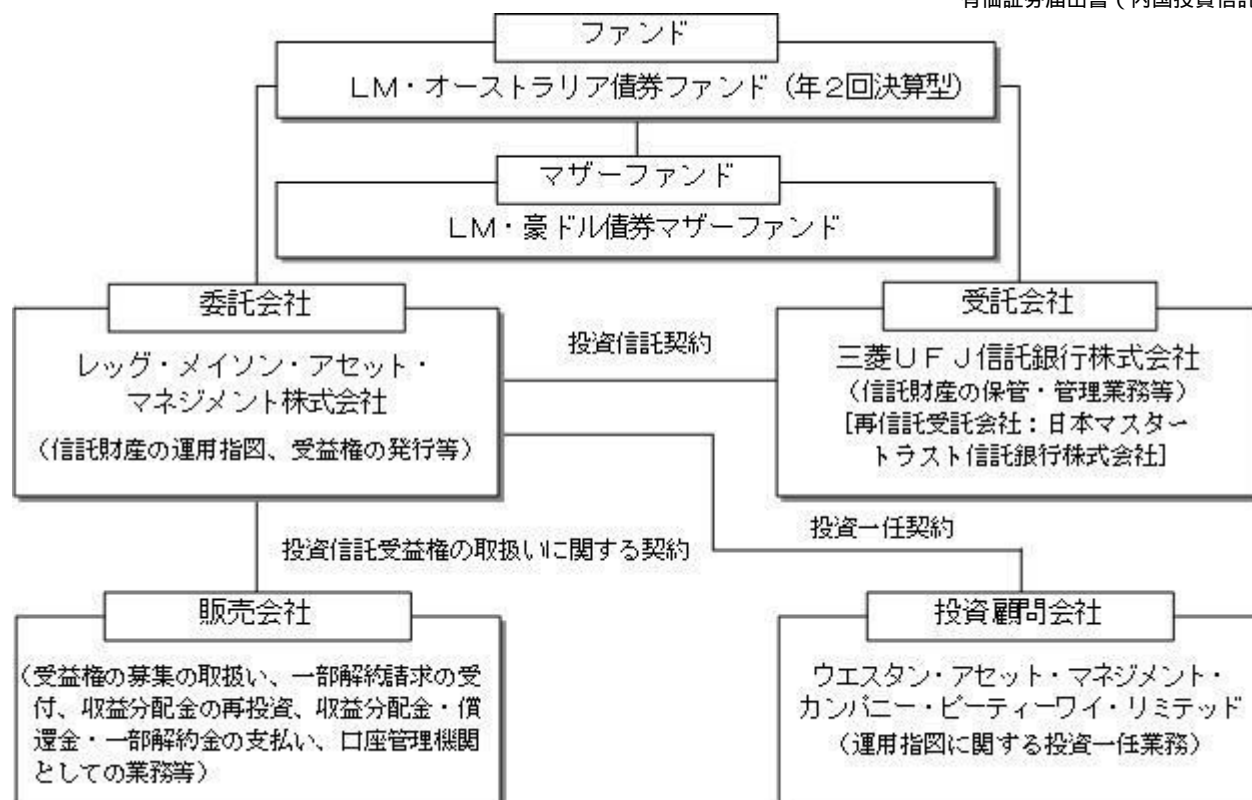 有価証券届出書(内国投資信託
ファンド
LM・オーストラリア債券ファンド(年2回決算型)
マザーファンド
LM・豪ドル債券マザーファンド
委託会社
レッグ・メイソン・アセット・
マネジメント株式会社
(信託財産の運用指図、受益権の発行等)
投資信託契約
受託会社
三菱UFJ信託銀行株式会社
(信託財産の保管・管理業務等)
[再信託受託会社:日本マスター
トラスト信託銀行株式会社]
投資信託受益権の取扱いに関する契約
投資一任契約
販売会社
(受益権の募集の取扱い、一部解約請求の受
付、収益分配金の再投資、収益分配金・償
還金・一部解約金の支払い、口座管理機関
としての業務等)
投資顧問会社
ウエスタン・アセット・マネジメント・
カンパニー・ピーティーワイ・リミテッド
(運用指図に関する投資一任業務)